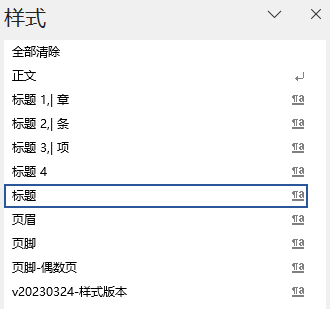 样式
全部清除
正文
标题 1,| 章
标题 2,| 条
标题 3,| 项
标题 4
标题
页眉
页脚
页脚-偶数页
v20230324-样式版本